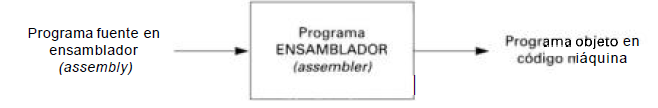 Programa fuente en
ensamblador
(assembly)
Programa
ENSAMBLADOR
(assembler)
Programa objeto en
código máquina